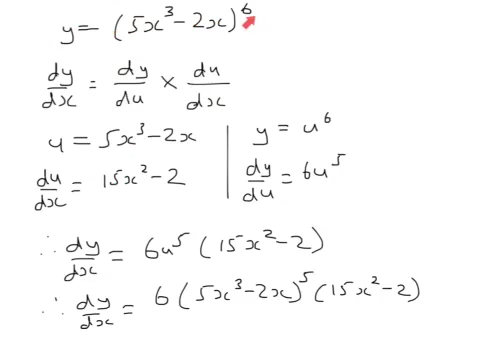 y = (5x³ - 2x)⁶
dy/dx = dy/du × du/dx
u = 5x³ - 2x | y = u⁶
du/dx = 15x² - 2 | dy/du = 6u⁵
∴ dy/dx = 6u⁵ (15x² - 2)
∴ dy/dx = 6 (5x³ - 2x)⁵ (15x² - 2)